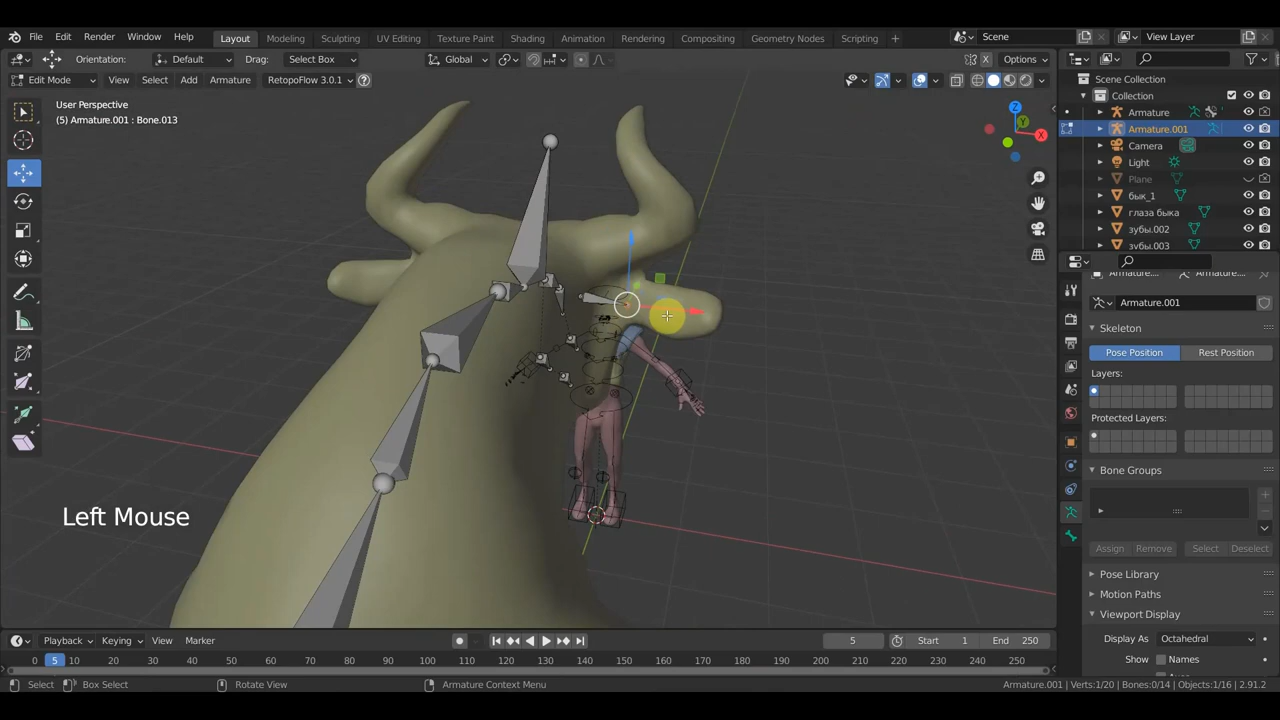 File Edit Render Window Help Layout Modeling Sculpting UV Editing Texture Paint Shading Animation Rendering Compositing Geometry Nodes Scripting + Scene View Layer
Orientation: Default Drag: Select Box Global Options
Edit Mode View Select Add Armature RetopoFlow 3.0.1 ?
User Perspective
(5) Armature.001 : Bone.013
Z
Y
X
Scene Collection
Collection
Armature
Armature.001
Camera
Light
Plane
бык_1
глаза быка
зубы.002
зубы.003
Armature.001
Skeleton
Pose Position Rest Position
Layers:
Protected Layers:
Bone Groups
Assign Remove Select Deselect
Pose Library
Motion Paths
Viewport Display
Display As Octahedral
Show Names
Left Mouse
Playback Keying View Marker 5 Start 1 End 250
0 5 10 20 30 40 50 60 70 80 90 100 110 120 130 140 150 160 170 180 190 200 210 220 230 240 250
Select Box Select Rotate View Armature Context Menu Armature.001 | Verts:1/20 | Bones:0/14 | Objects:1/16 | 2.91.2